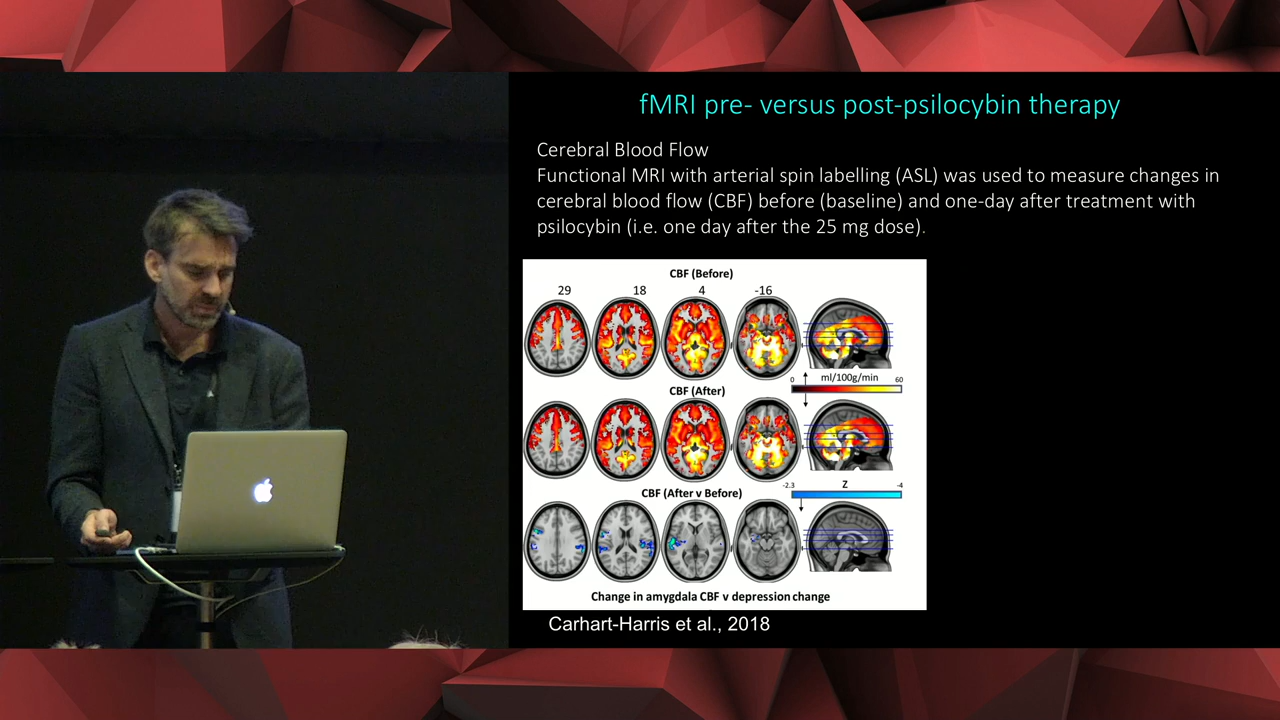 fMRI pre- versus post-psilocybin therapy
Cerebral Blood Flow
Functional MRI with arterial spin labelling (ASL) was used to measure changes in
cerebral blood flow (CBF) before (baseline) and one-day after treatment with
psilocybin (i.e. one day after the 25 mg dose).
CBF (Before)
29 18 4 -16
0 ml/100g/min 60
CBF (After)
CBF (After v Before)
-2.3 Z -4
Change in amygdala CBF v depression change
Carhart-Harris et al., 2018